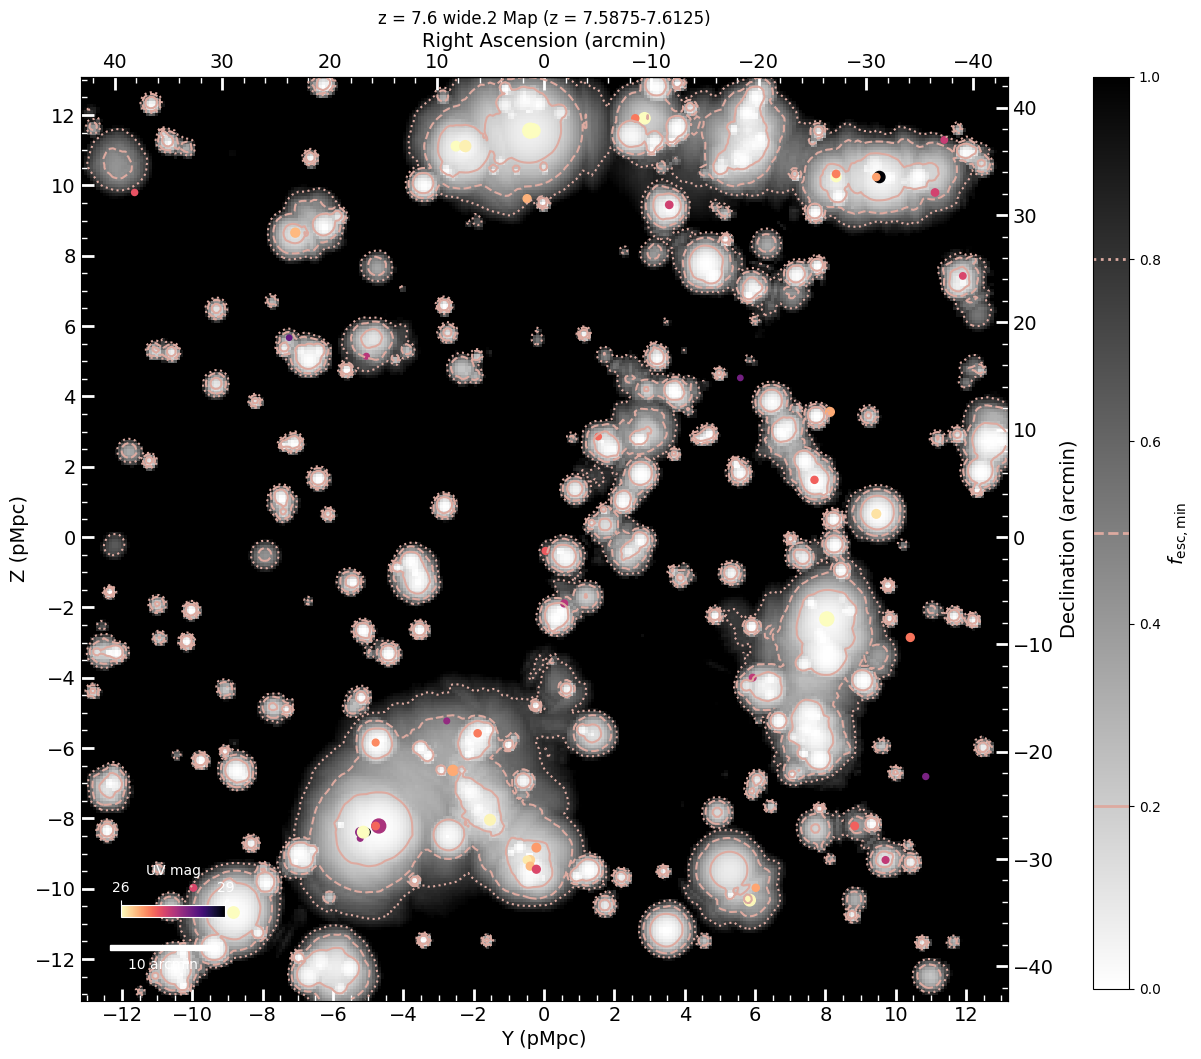 z = 7.6 wide.2 Map (z = 7.5875-7.6125)
Right Ascension (arcmin)
40 30 20 10 0 −10 −20 −30 −40
12
10
8
6
4
2
0
−2
−4
−6
−8
−10
−12
Z (pMpc)
40
30
20
10
0
−10
−20
−30
−40
Declination (arcmin)
1.0
0.8
0.6
0.4
0.2
0.0
fesc,min
UV mag
26 29
10 arcmin
−12 −10 −8 −6 −4 −2 0 2 4 6 8 10 12
Y (pMpc)